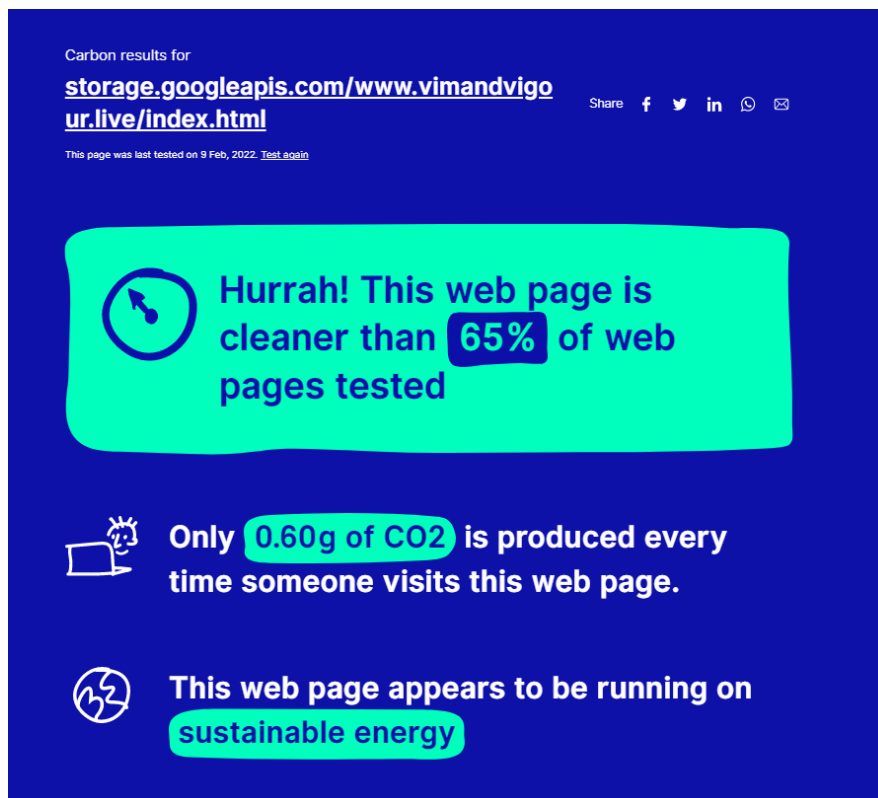 Carbon results for
storage.googleapis.com/www.vimandvigo
ur.live/index.html
Share
This page was last tested on 9 Feb, 2022. Test again
Hurrah! This web page is
cleaner than 65% of web
pages tested
Only 0.60g of CO2 is produced every
time someone visits this web page.
This web page appears to be running on
sustainable energy